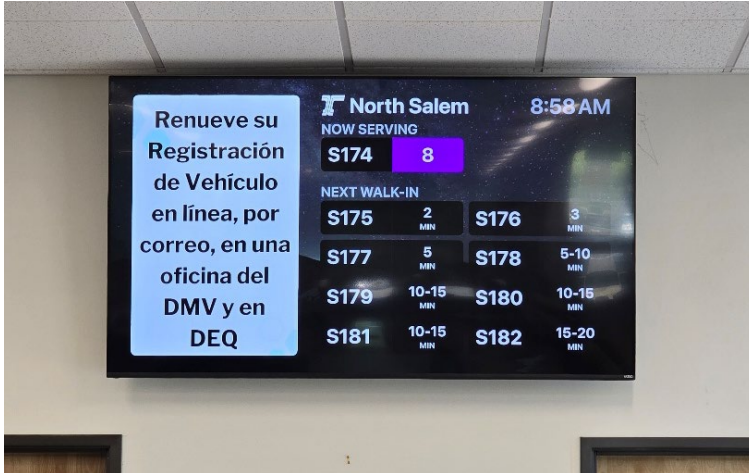 Renueve su
Registración
de Vehículo
en línea, por
correo, en una
oficina del
DMV y en
DEQ
North Salem 8:58 AM
NOW SERVING
S174 8
NEXT WALK-IN
S175 2 MIN S176 3 MIN
S177 5 MIN S178 5-10 MIN
S179 10-15 MIN S180 10-15 MIN
S181 10-15 MIN S182 15-20 MIN